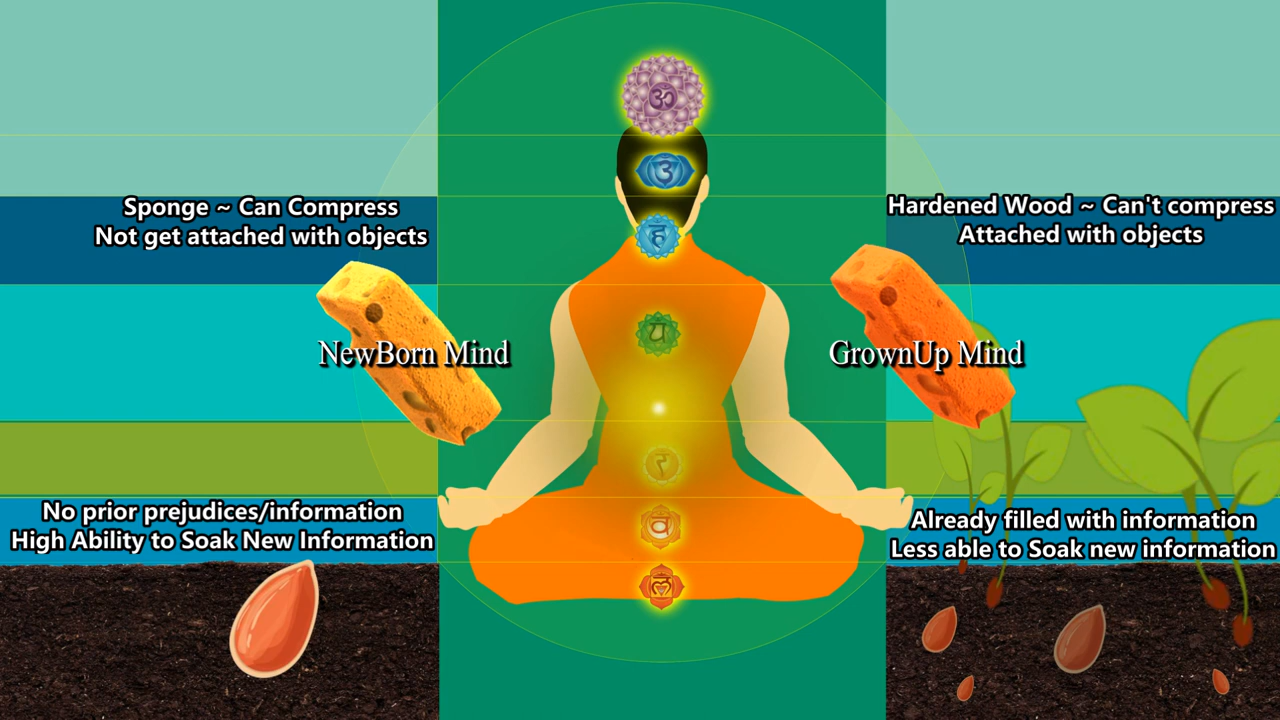 ॐ
Sponge ~ Can Compress
Not get attached with objects
Hardened Wood ~ Can't compress
Attached with objects
NewBorn Mind
GrownUp Mind
No prior prejudices/information
High Ability to Soak New Information
Already filled with information
Less able to Soak new information